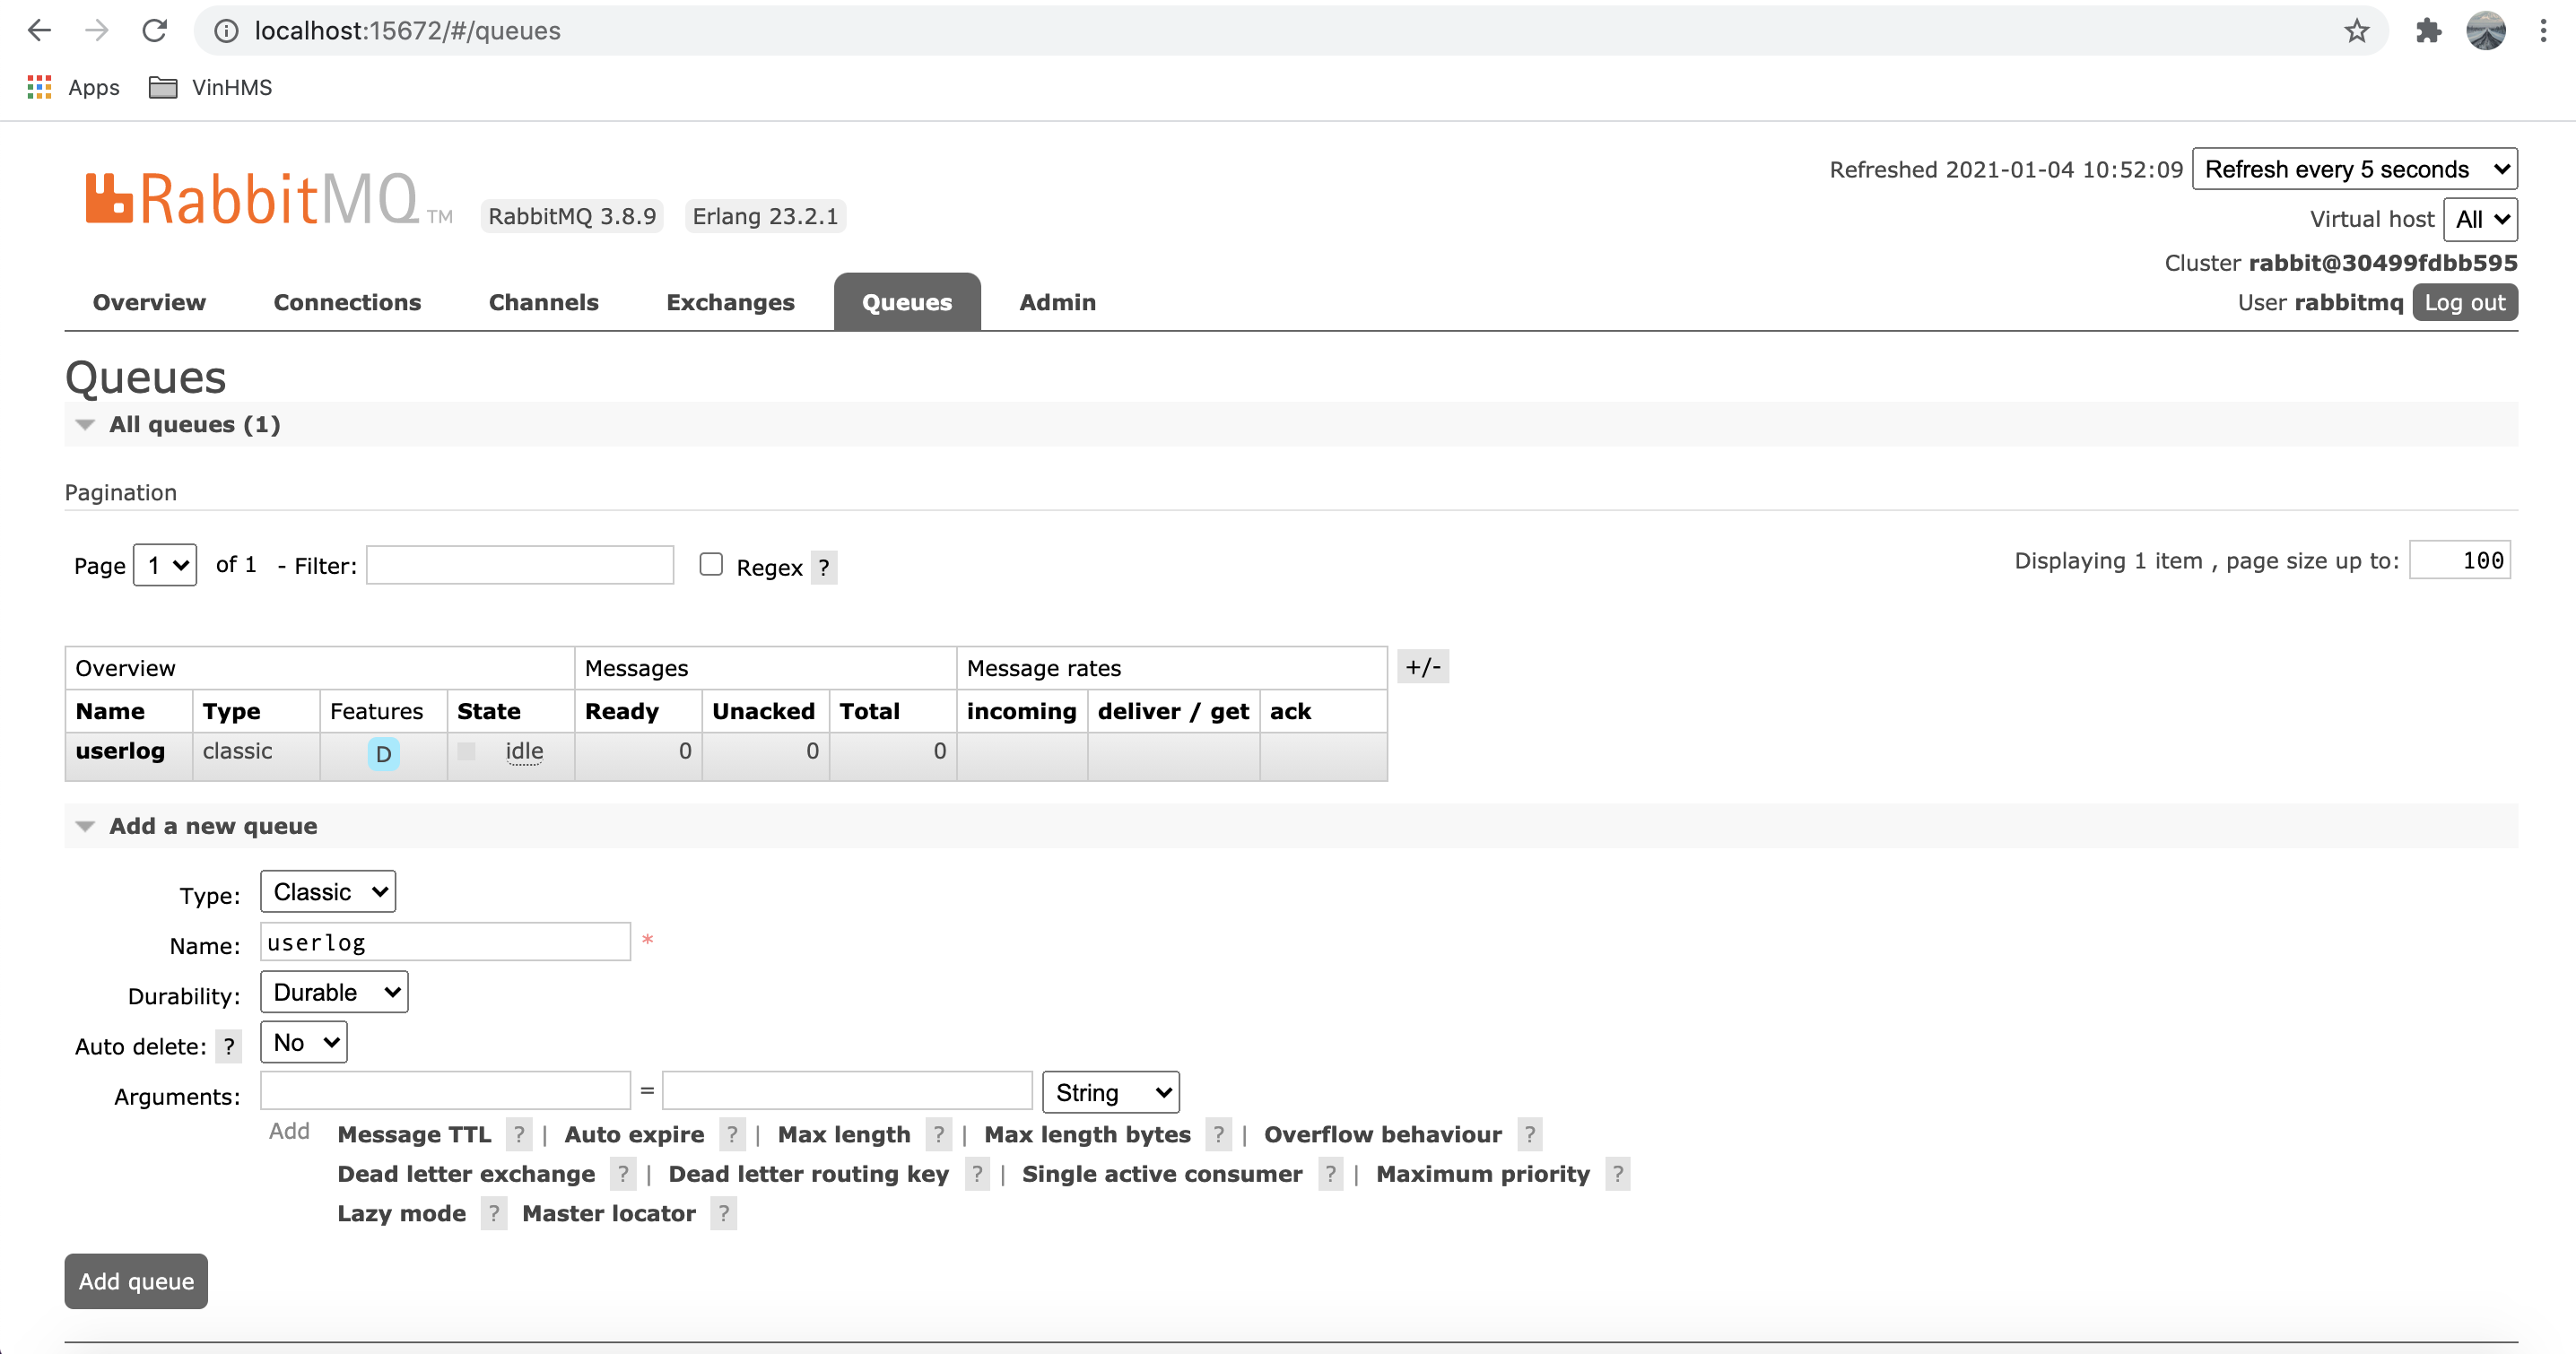 localhost:15672/#/queues
Apps VinHMS
Refreshed 2021-01-04 10:52:09 Refresh every 5 seconds
RabbitMQ TM RabbitMQ 3.8.9 Erlang 23.2.1
Virtual host All
Cluster rabbit@30499fdbb595
Overview Connections Channels Exchanges Queues Admin
User rabbitmq Log out
Queues
All queues (1)
Pagination
Page 1 of 1 - Filter: Regex ? Displaying 1 item , page size up to: 100
Overview Messages Message rates +/-
Name Type Features State Ready Unacked Total incoming deliver / get ack
userlog classic D idle 0 0 0
Add a new queue
Type: Classic
Name: userlog *
Durability: Durable
Auto delete: ? No
Arguments: = String
Add Message TTL ? | Auto expire ? | Max length ? | Max length bytes ? | Overflow behaviour ?
Dead letter exchange ? | Dead letter routing key ? | Single active consumer ? | Maximum priority ?
Lazy mode ? Master locator ?
Add queue